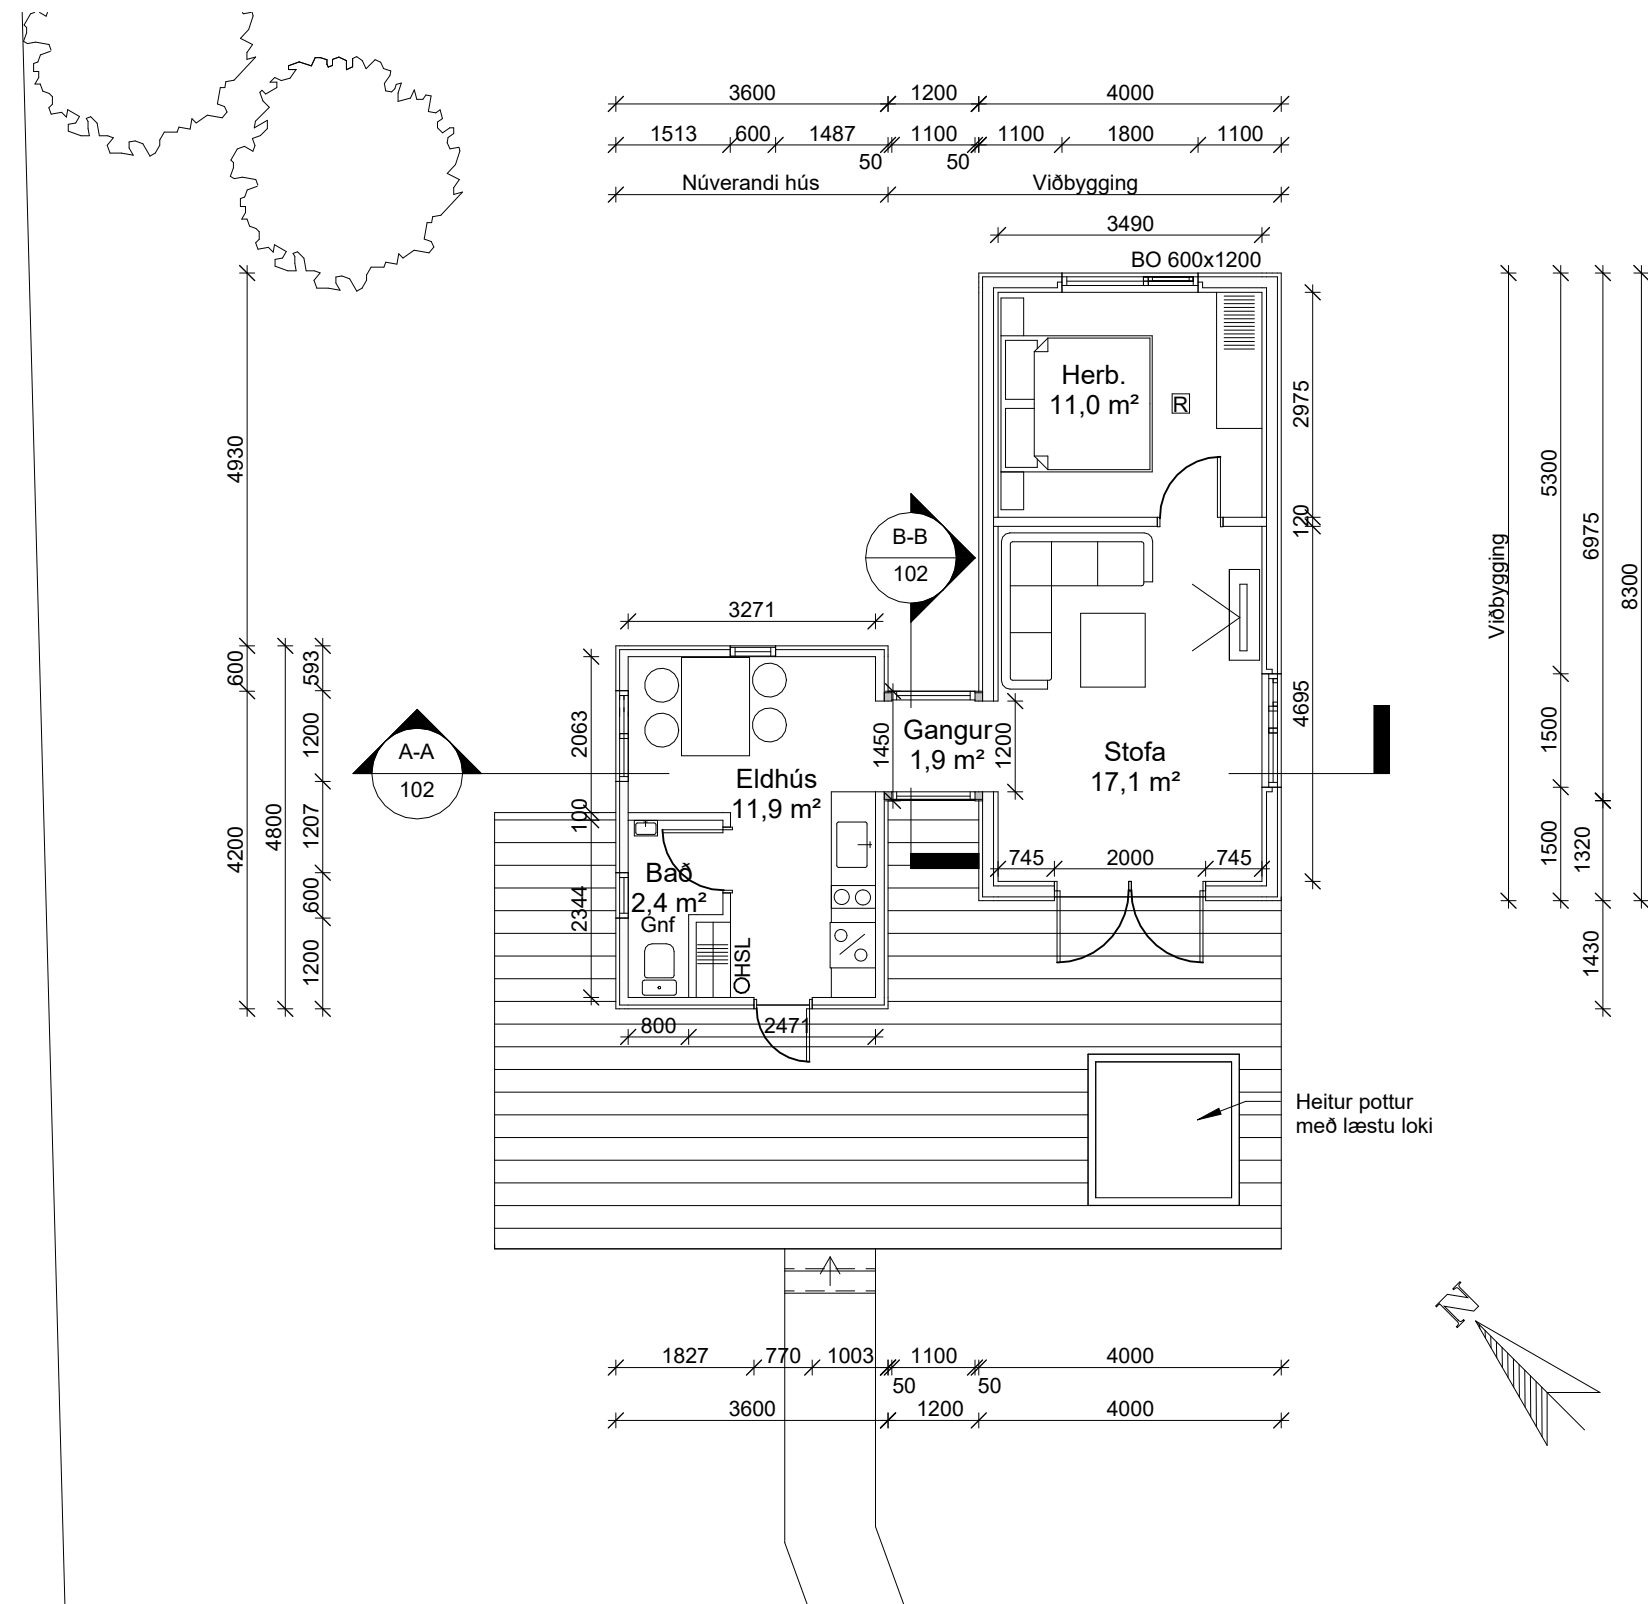 3600 1200 4000
1513 600 1487 1100 1100 1800 1100
50 50
Núverandi hús Viðbygging
3490
BO 600x1200
Herb.
11,0 m²
R
2975
4930
5300
120
6975
Viðbygging
8300
B-B
102
3271
600
593
2063
1200
A-A
102
1450
Gangur
1,9 m²
1200
Stofa
17,1 m²
4695
1500
Eldhús
11,9 m²
100
4800
4200
1207
745 2000 745
1500
1320
Bað
2,4 m²
Gnf
2344
600
OHSL
1200
1430
800 2471
Heitur pottur
með læstu loki
N
1827 770 1003 1100 4000
50 50
3600 1200 4000